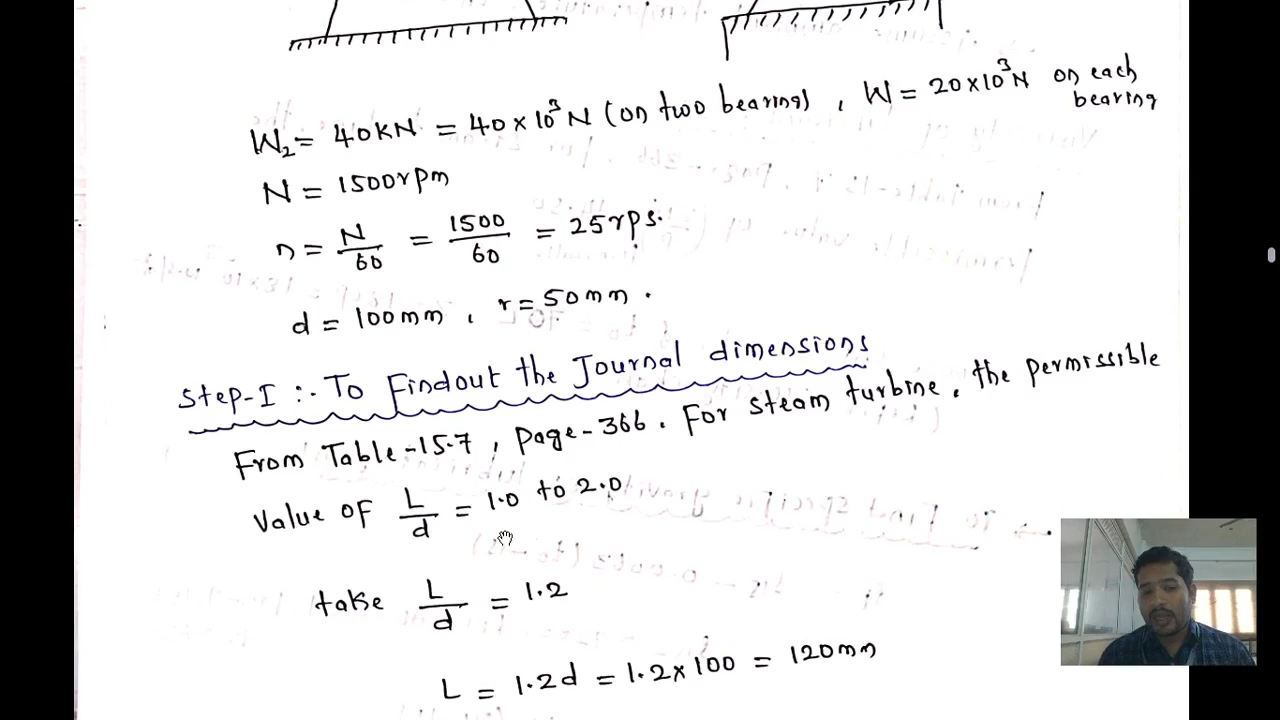 W₂ = 40KN = 40×10³N (on two bearing), W = 20×10³N on each bearing
N = 1500rpm
n = N/60 = 1500/60 = 25rps.
d = 100mm, r = 50mm.
Step-I :- To Findout the Journal dimensions
From Table-15.7, page-366. For steam turbine, the permissible
value of L/d = 1.0 to 2.0
take L/d = 1.2
L = 1.2d = 1.2×100 = 120mm